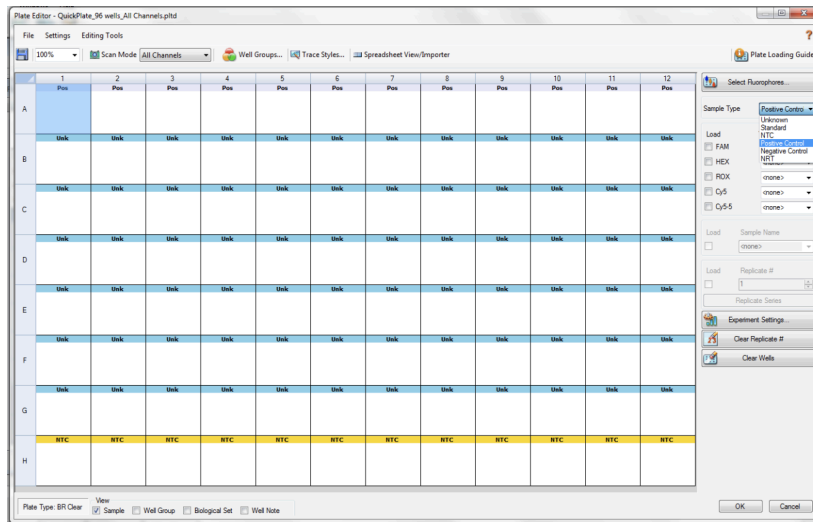 Plate Editor - QuickPlate_96 wells_All Channels.pltd
File Settings Editing Tools ?
100% Scan Mode All Channels Well Groups... Trace Styles... Spreadsheet View/Importer Plate Loading Guide
1 2 3 4 5 6 7 8 9 10 11 12
Select Fluorophores...
Pos Pos Pos Pos Pos Pos Pos Pos Pos Pos Pos Pos
A
Sample Type Positive Contro
Unknown
Standard
NTC
Positive Control
Negative Control
NRT
Load
FAM
HEX <none>
ROX <none>
Cy5 <none>
Cy5-5 <none>
Unk Unk Unk Unk Unk Unk Unk Unk Unk Unk Unk Unk
B
Unk Unk Unk Unk Unk Unk Unk Unk Unk Unk Unk Unk
C
Load Sample Name
<none>
Unk Unk Unk Unk Unk Unk Unk Unk Unk Unk Unk Unk
D
Load Replicate #
1
Replicate Series
Unk Unk Unk Unk Unk Unk Unk Unk Unk Unk Unk Unk
E
Experiment Settings...
Clear Replicate #
Clear Wells
Unk Unk Unk Unk Unk Unk Unk Unk Unk Unk Unk Unk
F
Unk Unk Unk Unk Unk Unk Unk Unk Unk Unk Unk Unk
G
NTC NTC NTC NTC NTC NTC NTC NTC NTC NTC NTC NTC
H
Plate Type: BR Clear View
Sample Well Group Biological Set Well Note
OK Cancel